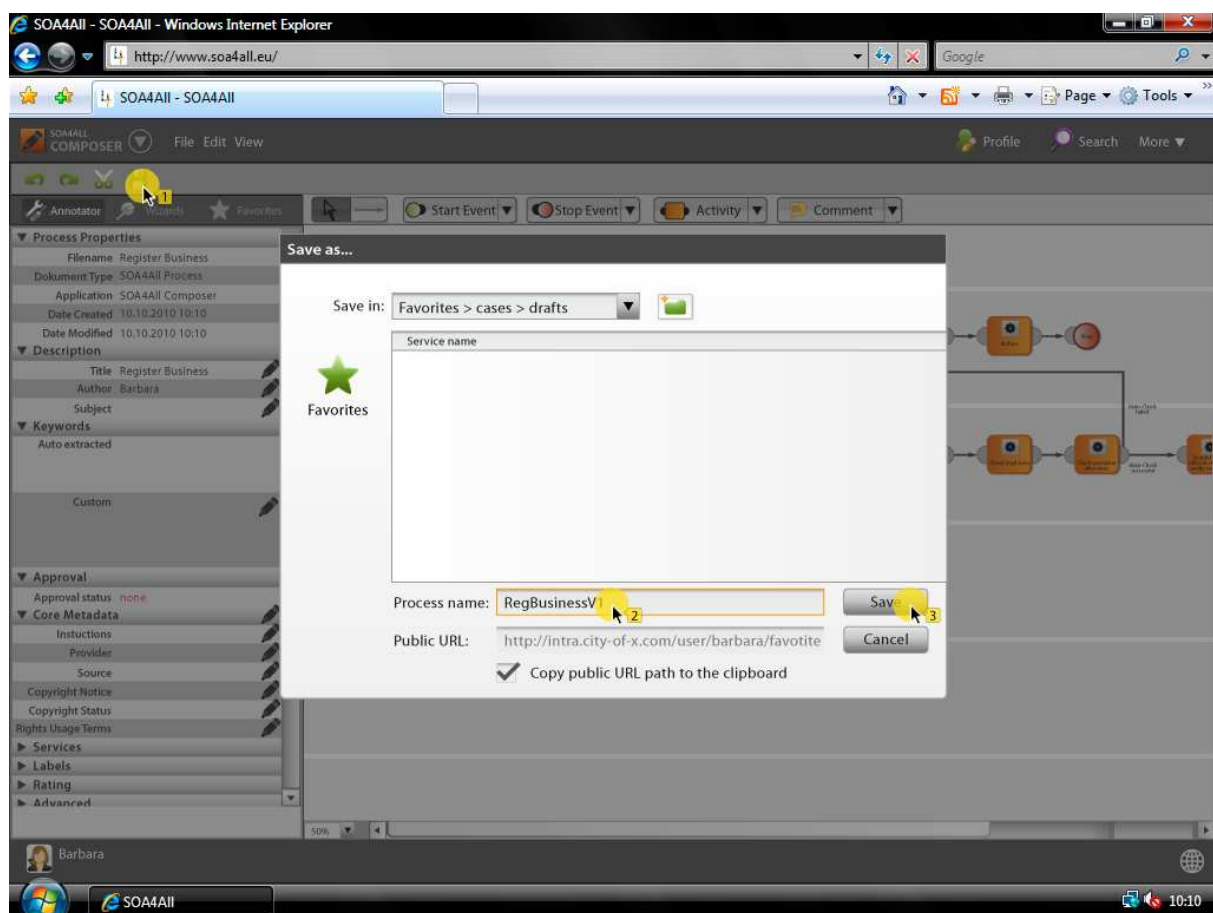 SOA4All - SOA4All - Windows Internet Explorer
http://www.soa4all.eu/
Google
SOA4All - SOA4All
Page
Tools
SOA4ALL
COMPOSER
File Edit View
Profile
Search
More
1
Annotator
Wizards
Favorites
Start Event
Stop Event
Activity
Comment
Process Properties
Filename Register Business
Dokument Type SOA4All Process
Application SOA4All Composer
Date Created 10.10.2010 10:10
Date Modified 10.10.2010 10:10
Description
Title Register Business
Author Barbara
Subject
Keywords
Auto extracted
Custom
Approval
Approval status none
Core Metadata
Instuctions
Provider
Source
Copyright Notice
Copyright Status
Rights Usage Terms
Services
Labels
Rating
Advanced
Save as...
Save in: Favorites > cases > drafts
Service name
Favorites
Process name: RegBusinessV1
2
Save
3
Public URL: http://intra.city-of-x.com/user/barbara/favotite
Cancel
Copy public URL path to the clipboard
50%
Barbara
SOA4All
10:10